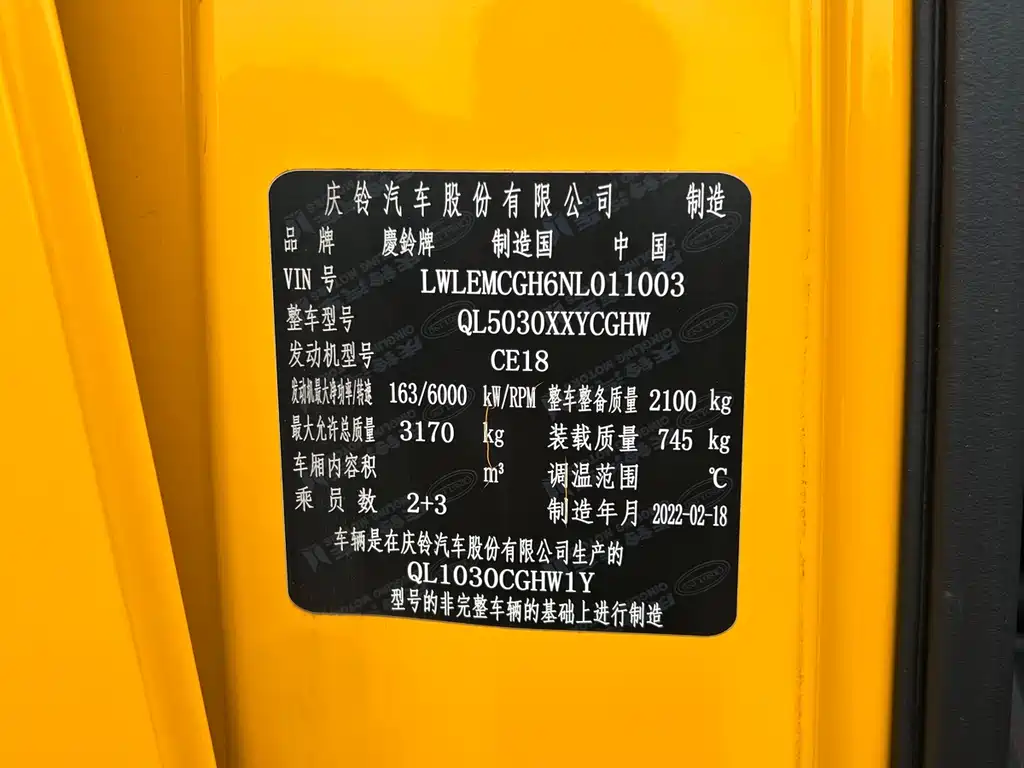 庆铃汽车股份有限公司 制造
品牌 慶鈴牌 制造国 中国
VIN 号 LWLEMCGH6NL011003
整车型号 QL5030XXYCGHW
发动机型号 CE18
发动机最大净功率/转速 163/6000 kW/RPM 整车整备质量 2100 kg
最大允许总质量 3170 kg 装载质量 745 kg
车厢内容积 m³ 调温范围 ℃
乘员数 2+3 制造年月 2022-02-18
车辆是在庆铃汽车股份有限公司生产的
QL1030CGHW1Y
型号的非完整车辆的基础上进行制造